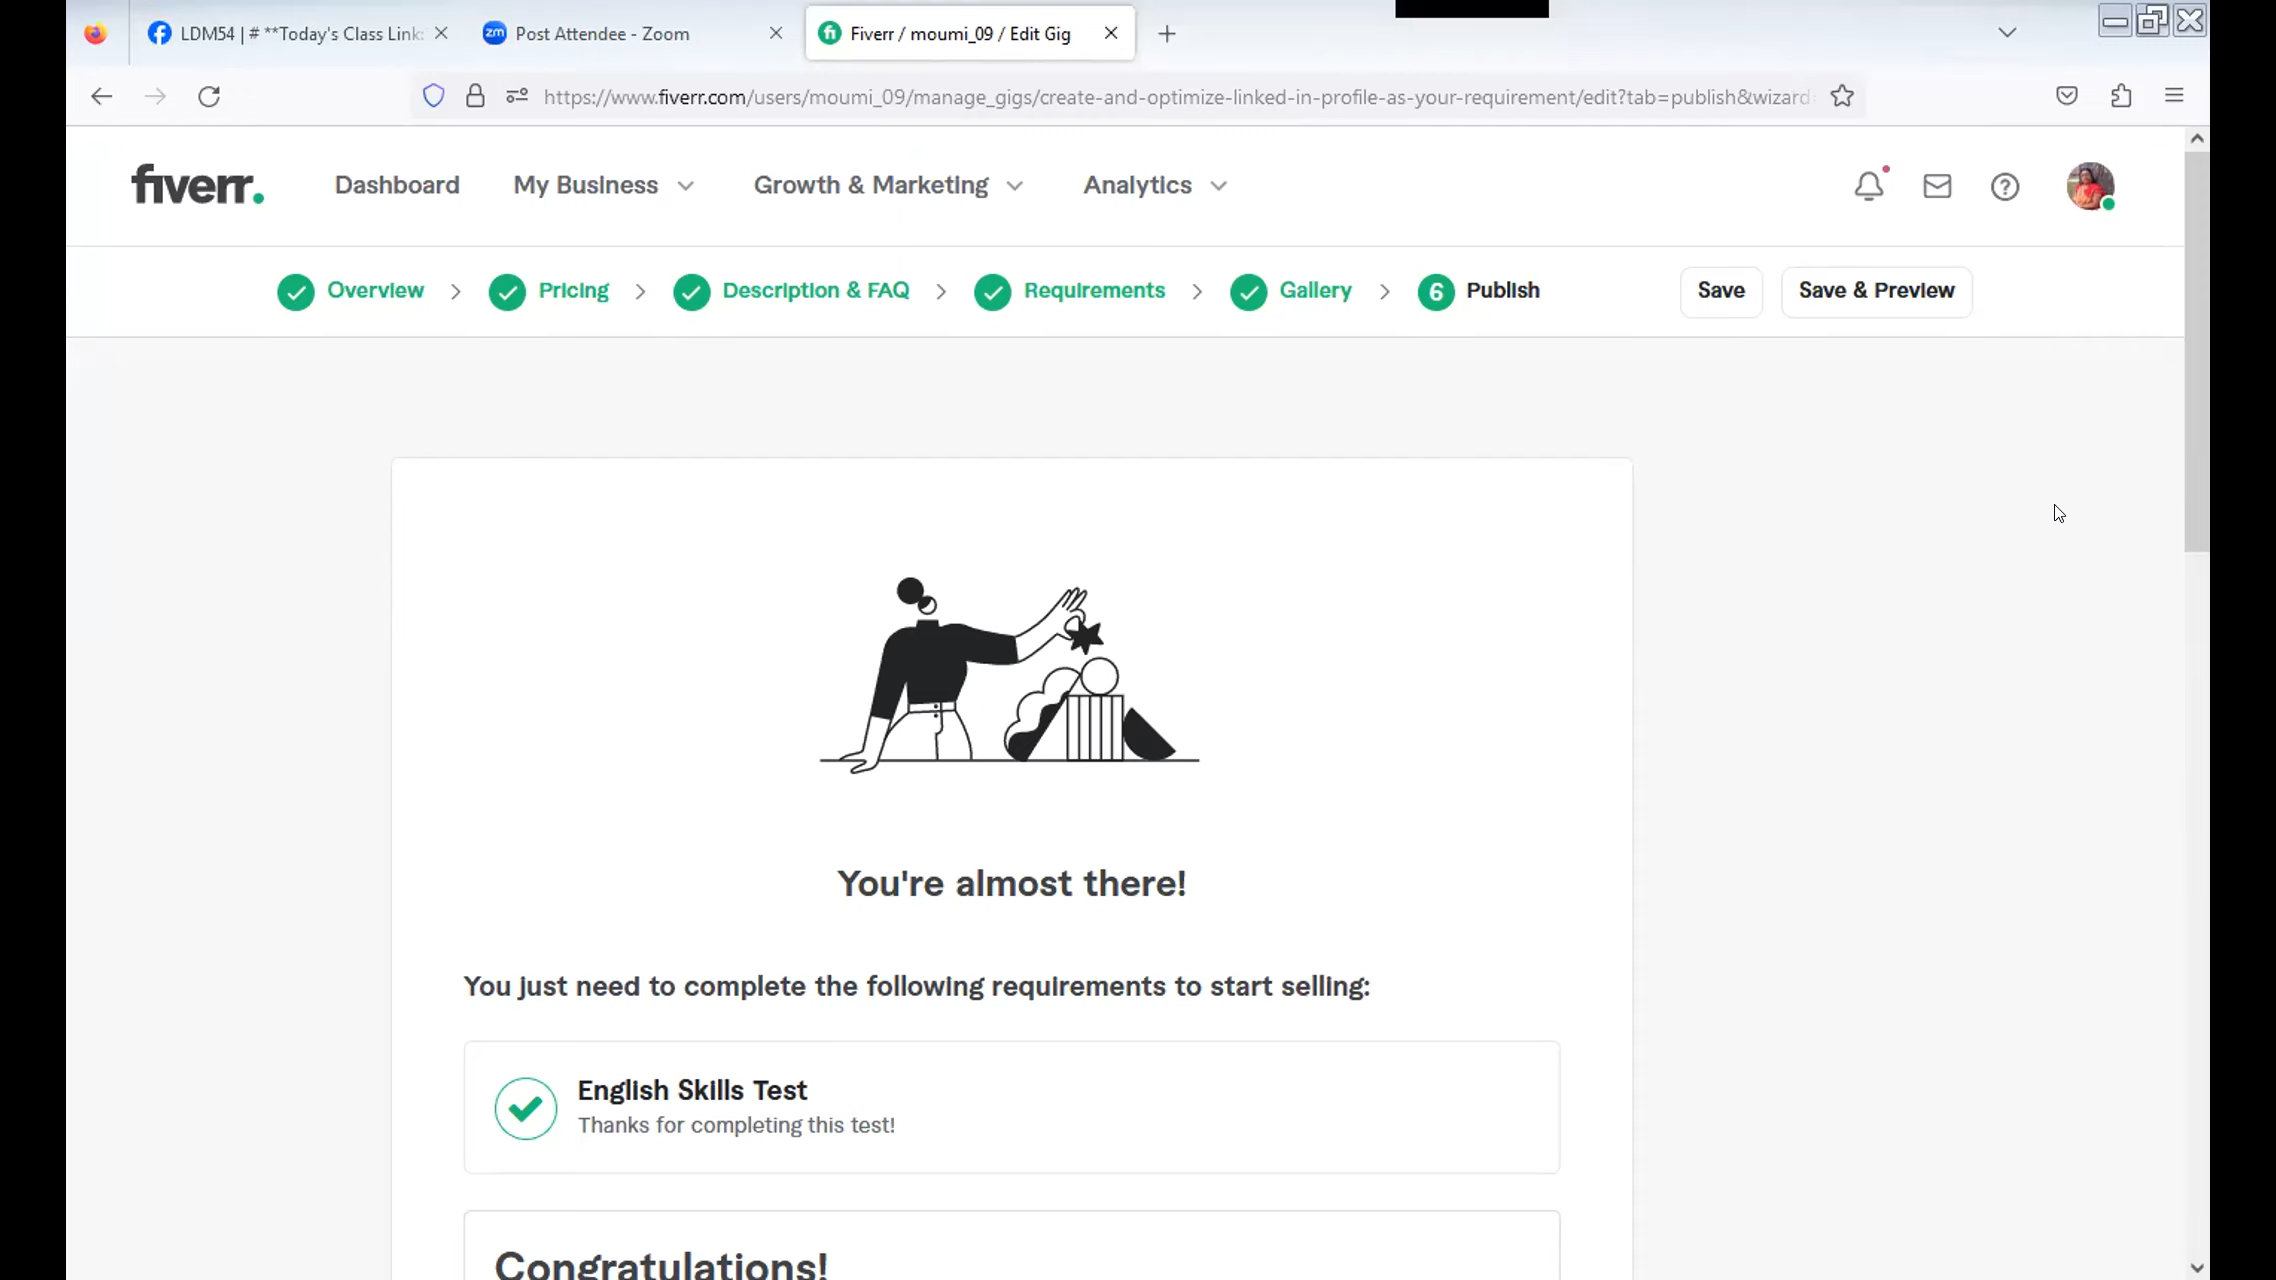 LDM54 | # **Today's Class Link:
zm Post Attendee - Zoom
fi Fiverr / moumi_09 / Edit Gig
https://www.fiverr.com/users/moumi_09/manage_gigs/create-and-optimize-linked-in-profile-as-your-requirement/edit?tab=publish&wizard
fiverr. Dashboard My Business Growth & Marketing Analytics
Overview Pricing Description & FAQ Requirements Gallery 6 Publish Save Save & Preview
You're almost there!
You just need to complete the following requirements to start selling:
English Skills Test
Thanks for completing this test!
Congratulations!